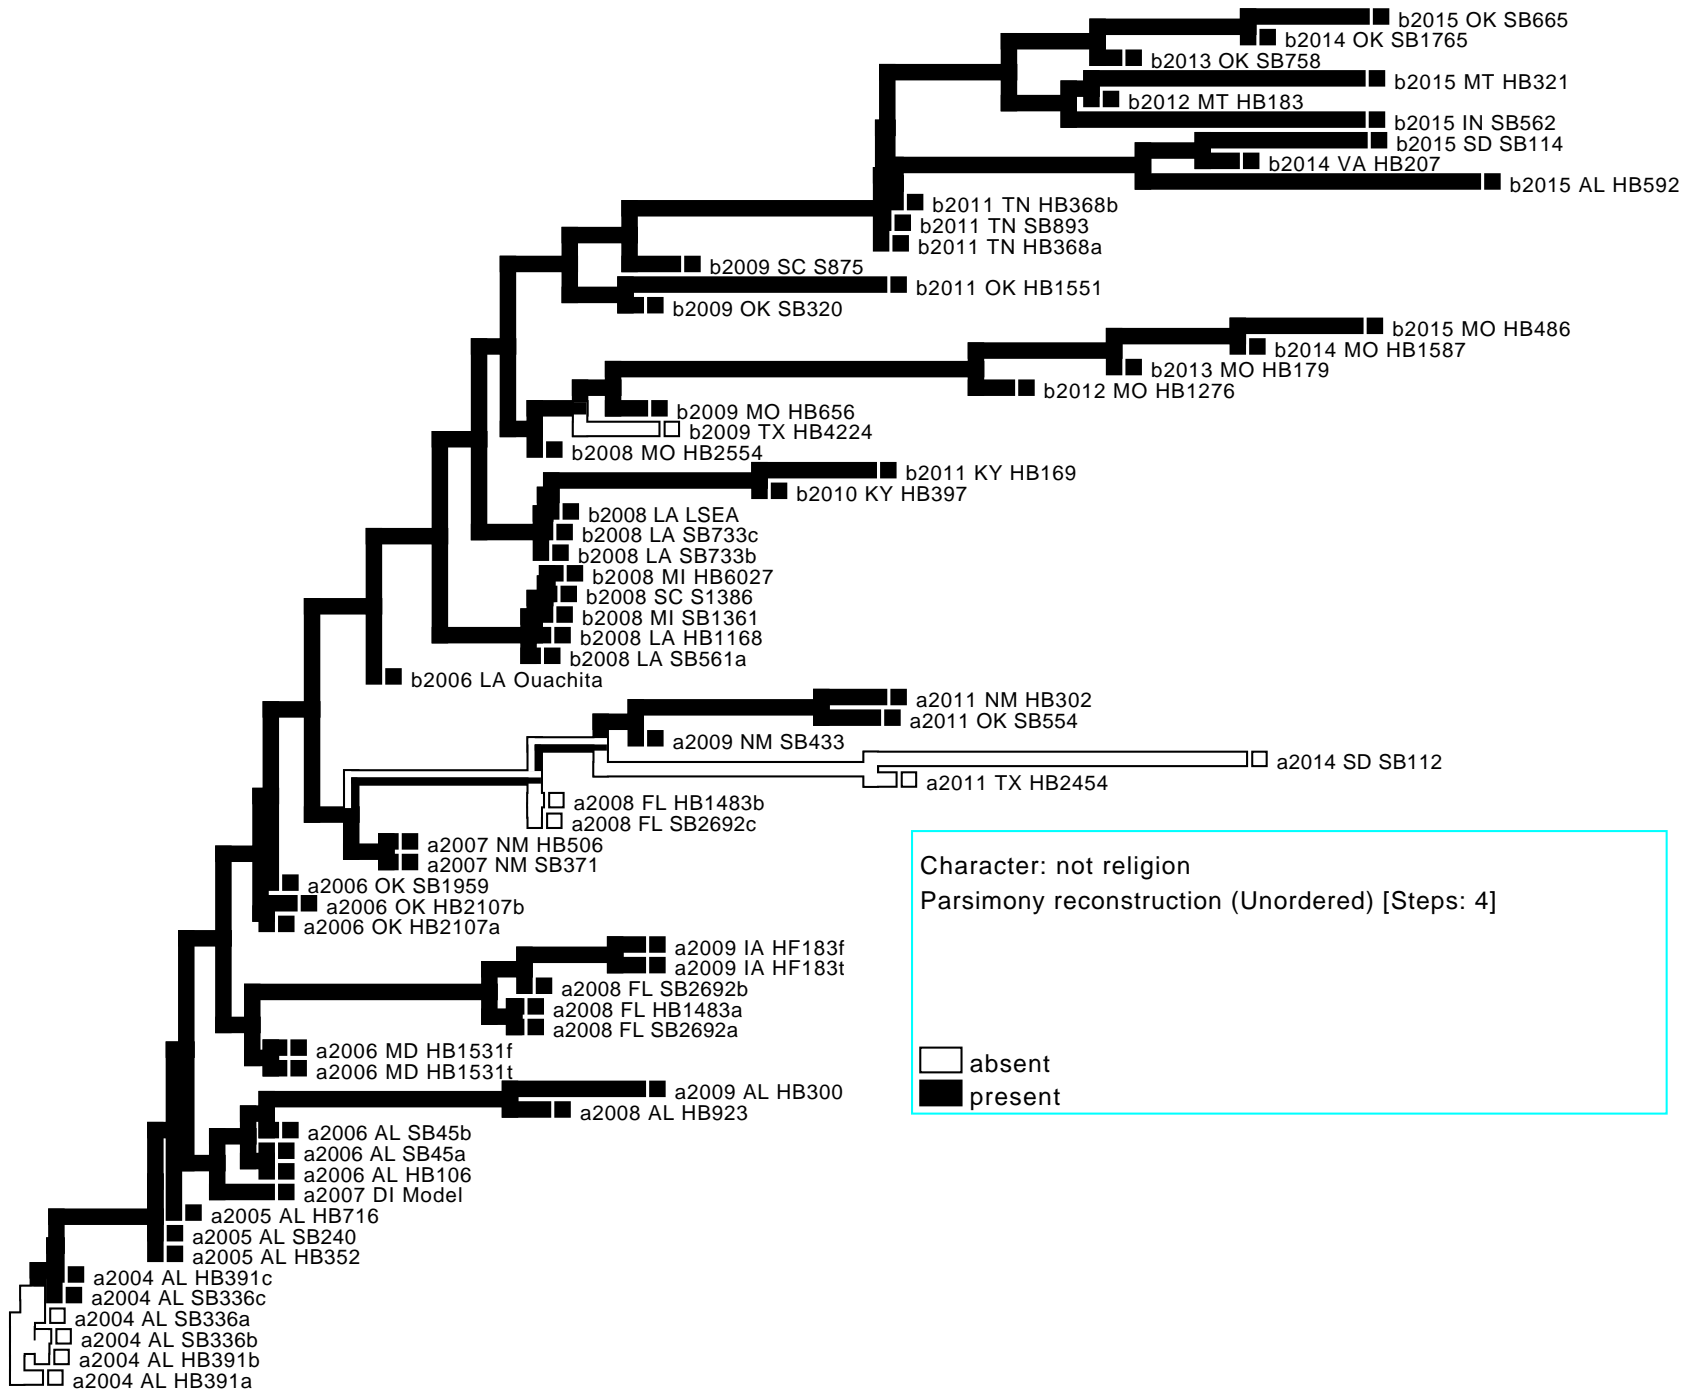 b2015 OK SB665
b2014 OK SB1765
b2013 OK SB758
b2015 MT HB321
b2012 MT HB183
b2015 IN SB562
b2015 SD SB114
b2014 VA HB207
b2015 AL HB592
b2011 TN HB368b
b2011 TN SB893
b2011 TN HB368a
b2009 SC S875
b2011 OK HB1551
b2009 OK SB320
b2015 MO HB486
b2014 MO HB1587
b2013 MO HB179
b2012 MO HB1276
b2009 MO HB656
b2009 TX HB4224
b2008 MO HB2554
b2011 KY HB169
b2010 KY HB397
b2008 LA LSEA
b2008 LA SB733c
b2008 LA SB733b
b2008 MI HB6027
b2008 SC S1386
b2008 MI SB1361
b2008 LA HB1168
b2008 LA SB561a
b2006 LA Ouachita
a2011 NM HB302
a2011 OK SB554
a2009 NM SB433
a2014 SD SB112
a2011 TX HB2454
a2008 FL HB1483b
a2008 FL SB2692c
a2007 NM HB506
a2007 NM SB371
a2006 OK SB1959
a2006 OK HB2107b
a2006 OK HB2107a
a2009 IA HF183f
a2009 IA HF183t
a2008 FL SB2692b
a2008 FL HB1483a
a2008 FL SB2692a
a2006 MD HB1531f
a2006 MD HB1531t
a2009 AL HB300
a2008 AL HB923
a2006 AL SB45b
a2006 AL SB45a
a2006 AL HB106
a2007 DI Model
a2005 AL HB716
a2005 AL SB240
a2005 AL HB352
a2004 AL HB391c
a2004 AL SB336c
a2004 AL SB336a
a2004 AL SB336b
a2004 AL HB391b
a2004 AL HB391a
Character: not religion
Parsimony reconstruction (Unordered) [Steps: 4]
absent
present